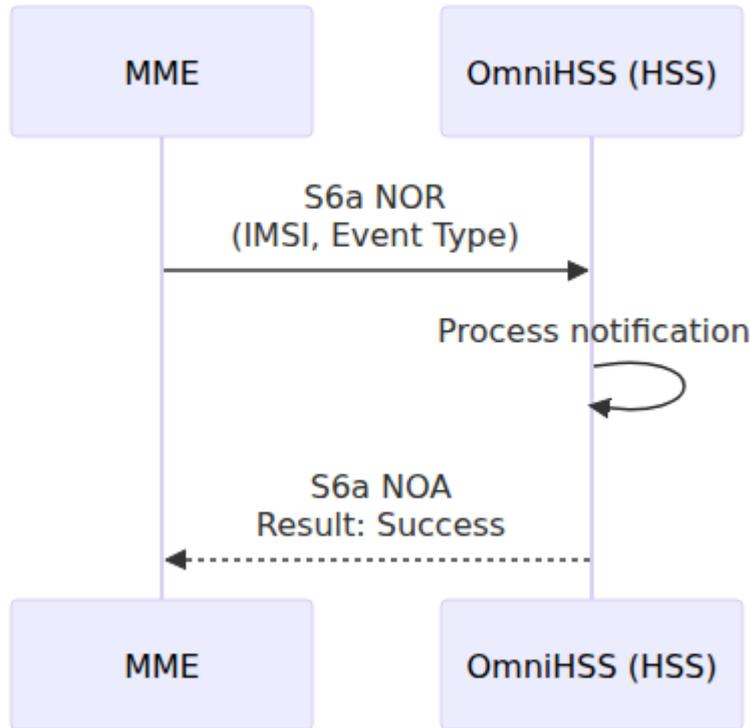 MME
OmniHSS (HSS)
S6a NOR
(IMSI, Event Type)
Process notification
S6a NOA
Result: Success
MME
OmniHSS (HSS)